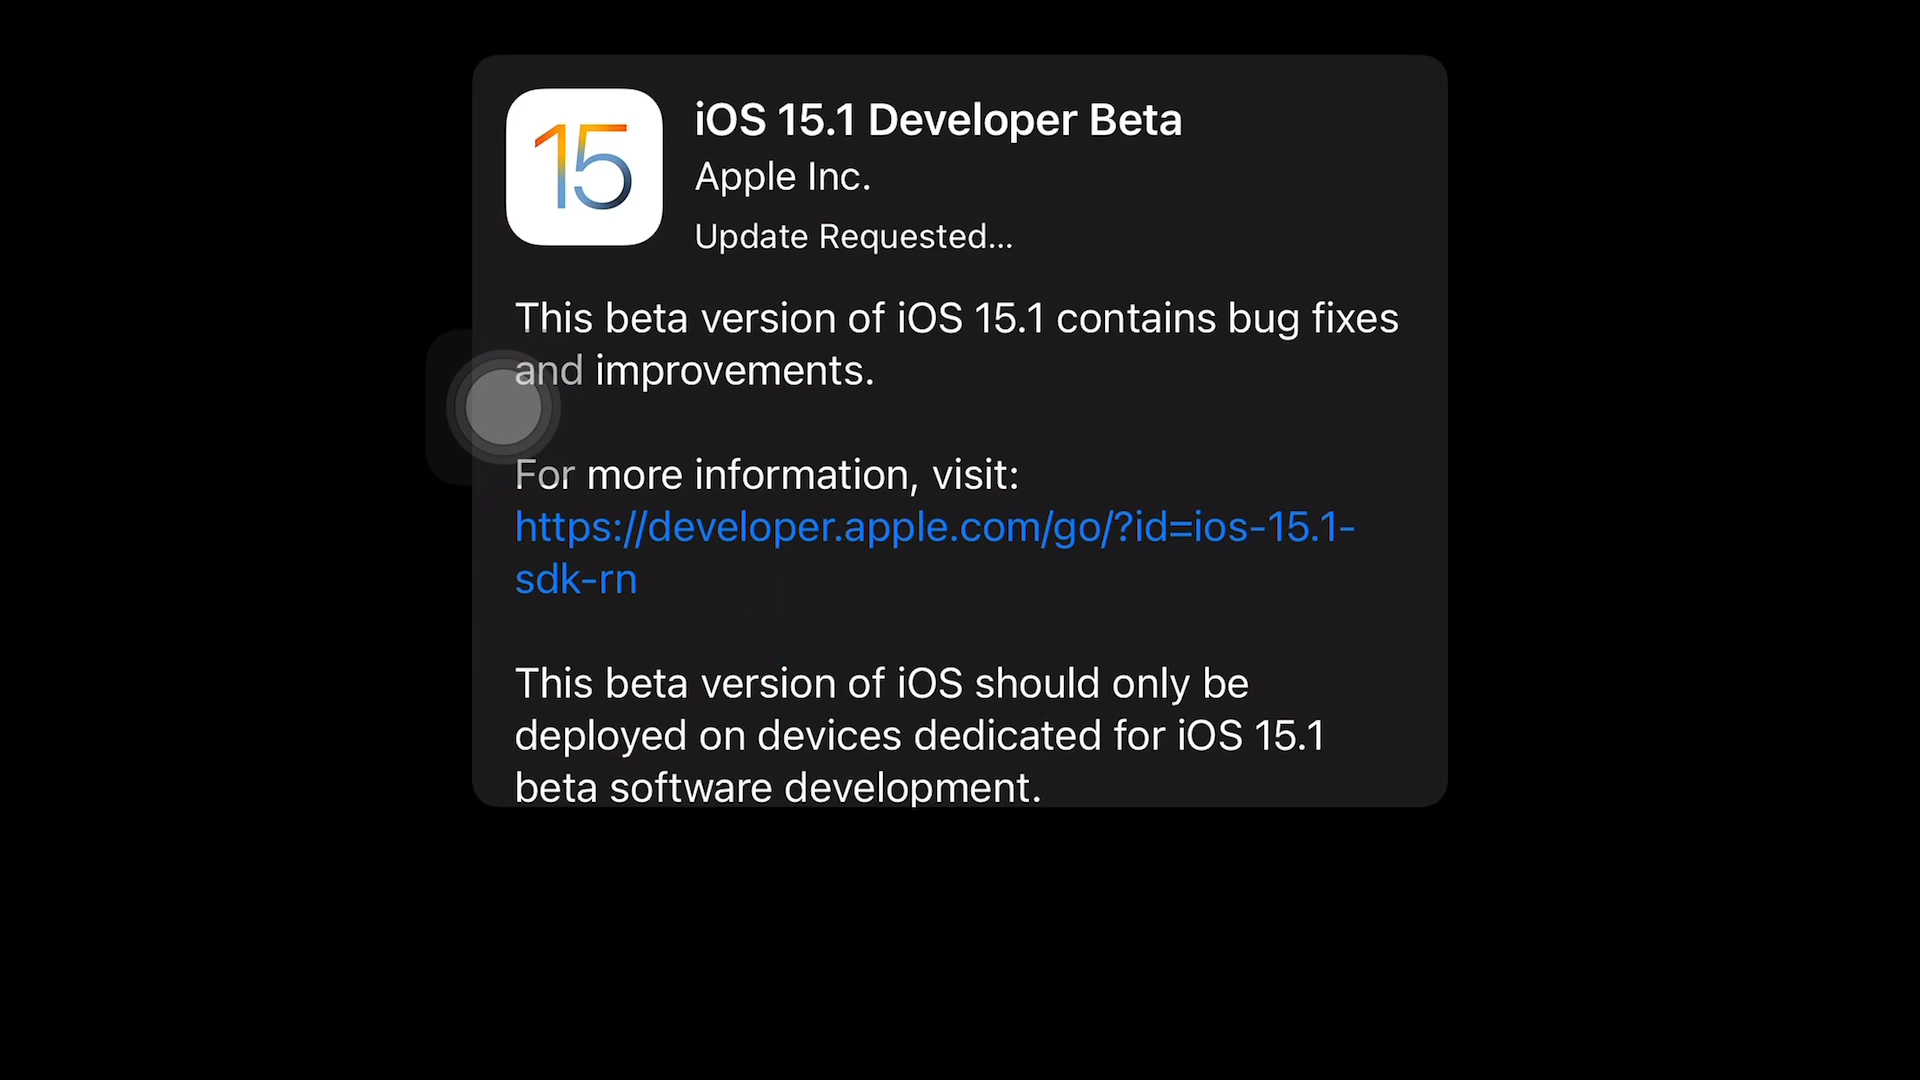 15
iOS 15.1 Developer Beta
Apple Inc.
Update Requested...
This beta version of iOS 15.1 contains bug fixes
and improvements.
For more information, visit:
https://developer.apple.com/go/?id=ios-15.1-
sdk-rn
This beta version of iOS should only be
deployed on devices dedicated for iOS 15.1
beta software development.